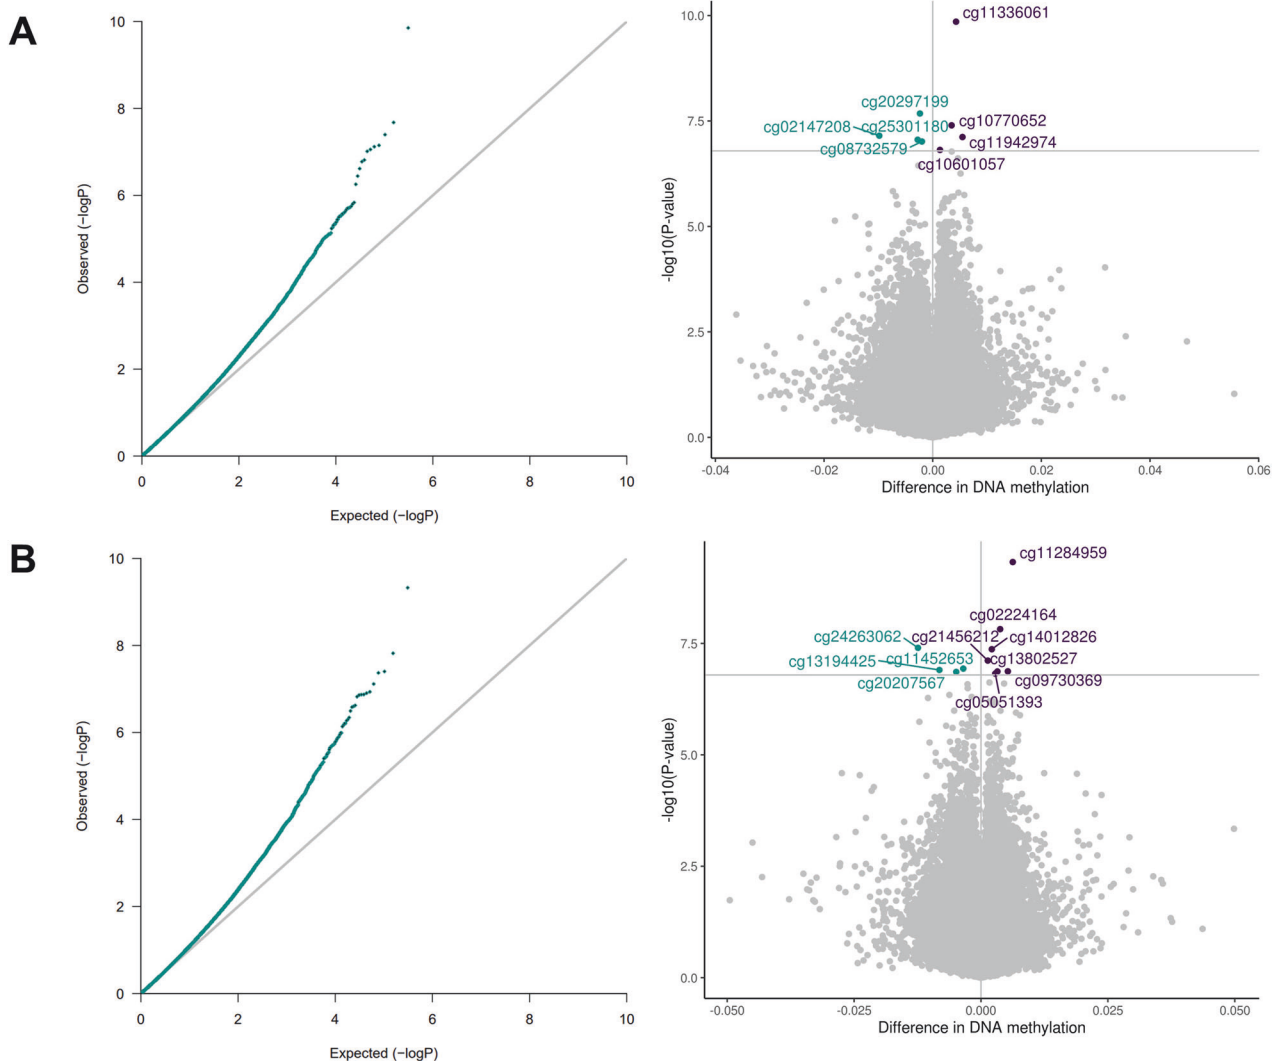 A
10
8
6
4
2
0
Observed (−logP)
0
2
4
6
8
10
Expected (−logP)
10.0
7.5
5.0
2.5
0.0
-log10(P-value)
cg11336061
cg20297199
cg10770652
cg02147208
cg25301180
cg11942974
cg08732579
cg10601057
-0.04
-0.02
0.00
0.02
0.04
0.06
Difference in DNA methylation
B
10
8
6
4
2
0
Observed (−logP)
0
2
4
6
8
10
Expected (−logP)
7.5
5.0
2.5
0.0
-log10(P-value)
cg11284959
cg02224164
cg24263062
cg21456212
cg14012826
cg13194425
cg11452653
cg13802527
cg20207567
cg09730369
cg05051393
-0.050
-0.025
0.000
0.025
0.050
Difference in DNA methylation